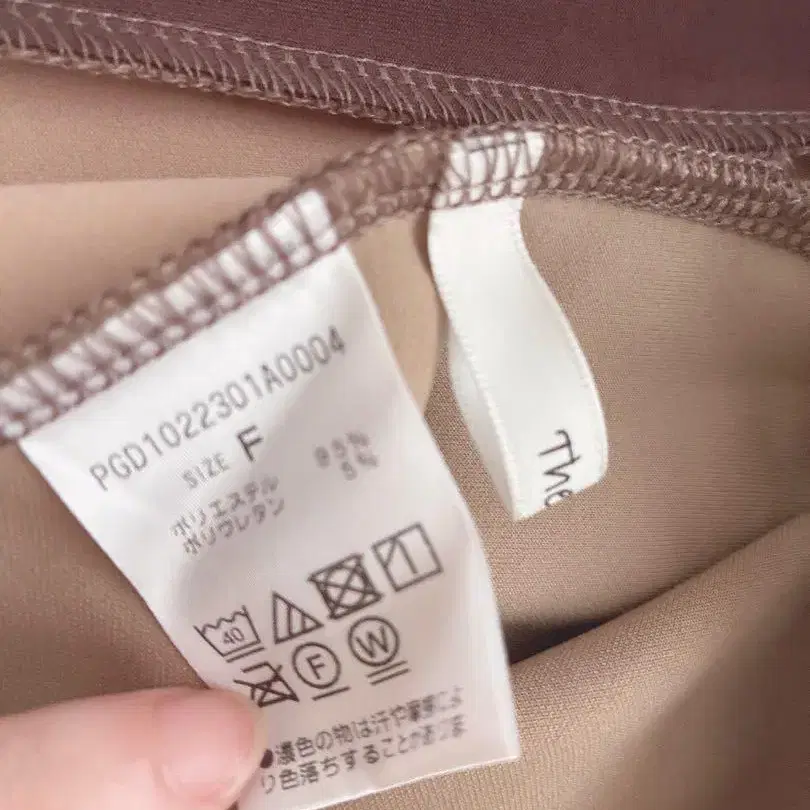 PGD1022301A0004
SIZE F
ポリエステル 95%
ポリウレタン 5%
40
F W
●濃色の物は汗や摩擦によ
り色落ちすることがありま
The